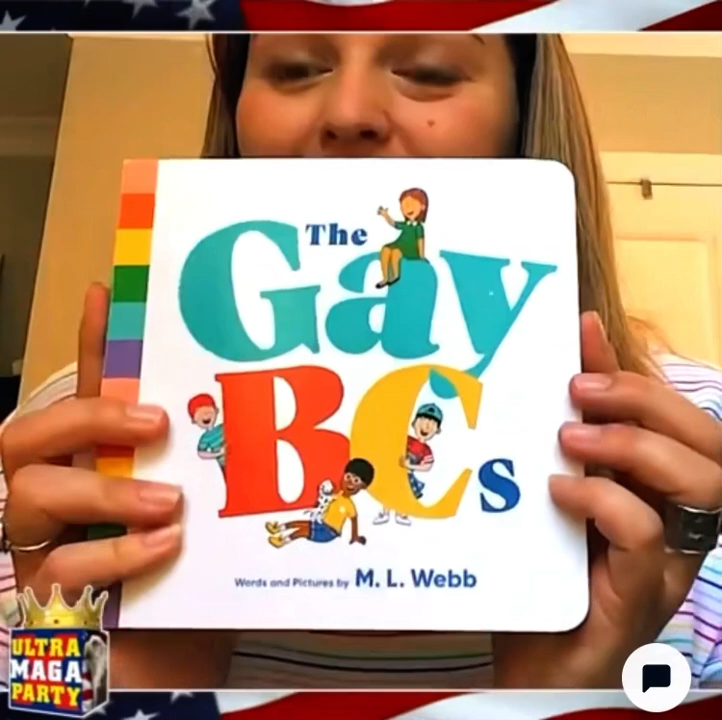 The
Gay
BCs
Words and Pictures by M. L. Webb
ULTRA
MAGA
PARTY